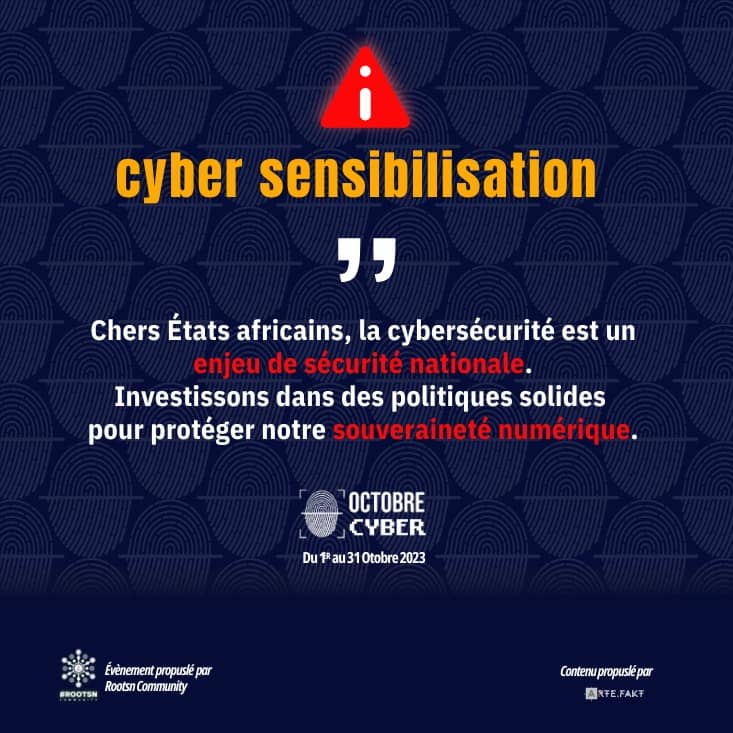 cyber sensibilisation
”
Chers États africains, la cybersécurité est un
enjeu de sécurité nationale.
Investissons dans des politiques solides
pour protéger notre souveraineté numérique.
OCTOBRE
CYBER
Du 1ER au 31 Otobre 2023
Évènement propuslé par
Rootsn Community
#ROOTSN
COMMUNITY
Contenu propuslé par
ARTE.FAKT